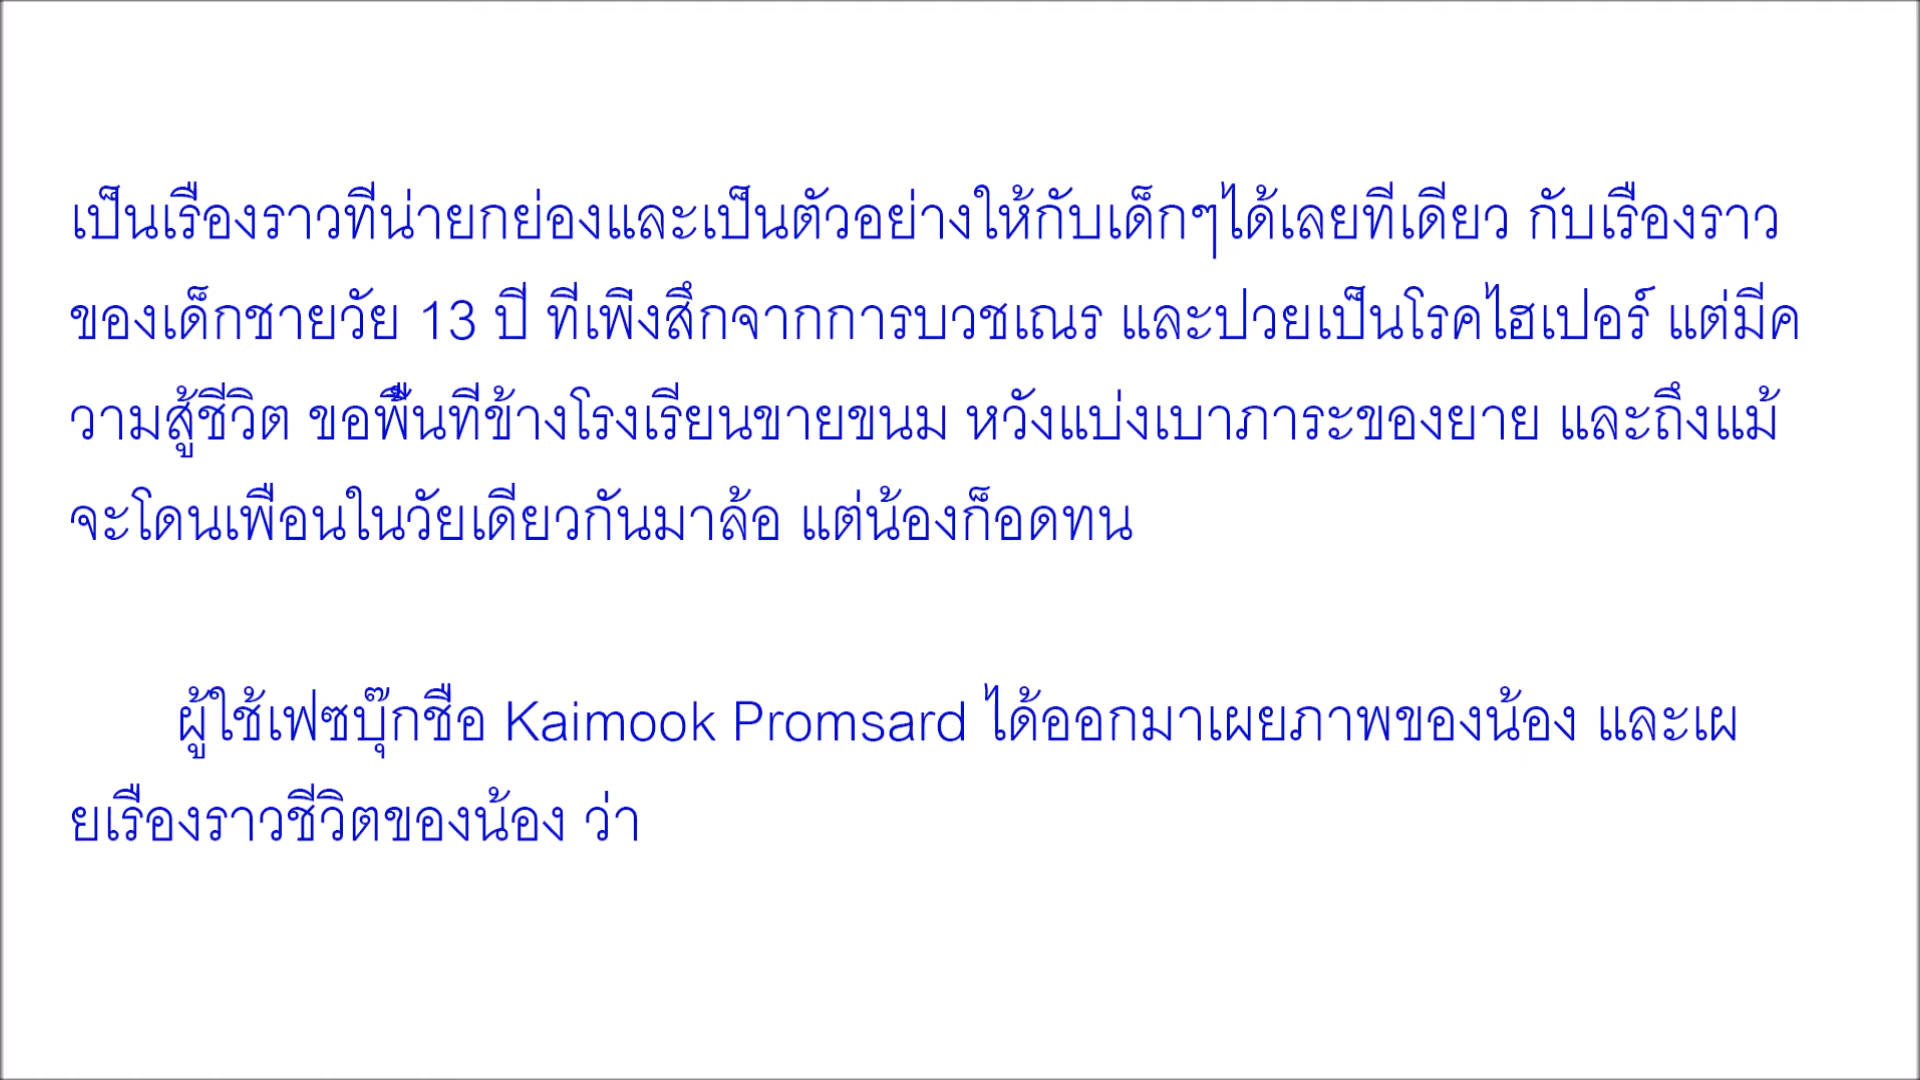 เป็นเรื่องราวที่น่ายกย่องและเป็นตัวอย่างให้กับเด็กๆได้เลยทีเดียว กับเรื่องราว
ของเด็กชายวัย 13 ปี ที่เพิ่งสึกจากการบวชเณร และป่วยเป็นโรคไฮเปอร์ แต่มีค
วามสู้ชีวิต ขอพื้นที่ข้างโรงเรียนขายขนม หวังแบ่งเบาภาระของยาย และถึงแม้
จะโดนเพื่อนในวัยเดียวกันมาล้อ แต่น้องก็อดทน
ผู้ใช้เฟซบุ๊กชื่อ Kaimook Promsard ได้ออกมาเผยภาพของน้อง และเผ
ยเรื่องราวชีวิตของน้อง ว่า